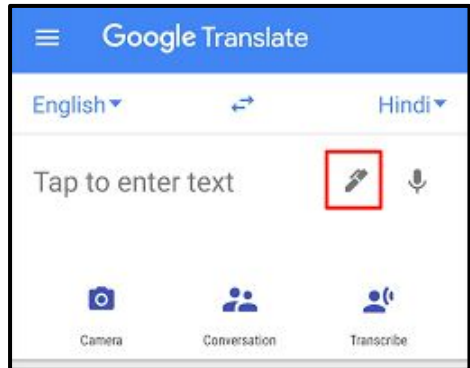 Google Translate
English Hindi
Tap to enter text
Camera Conversation Transcribe